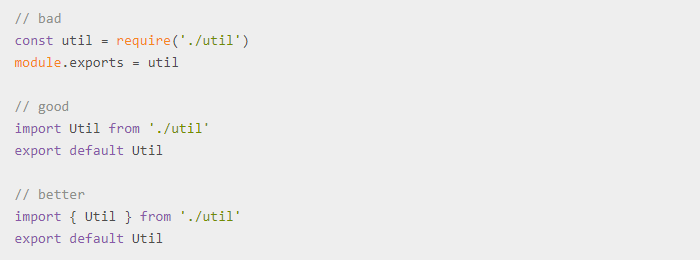 // bad
const util = require('./util')
module.exports = util
// good
import Util from './util'
export default Util
// better
import { Util } from './util'
export default Util